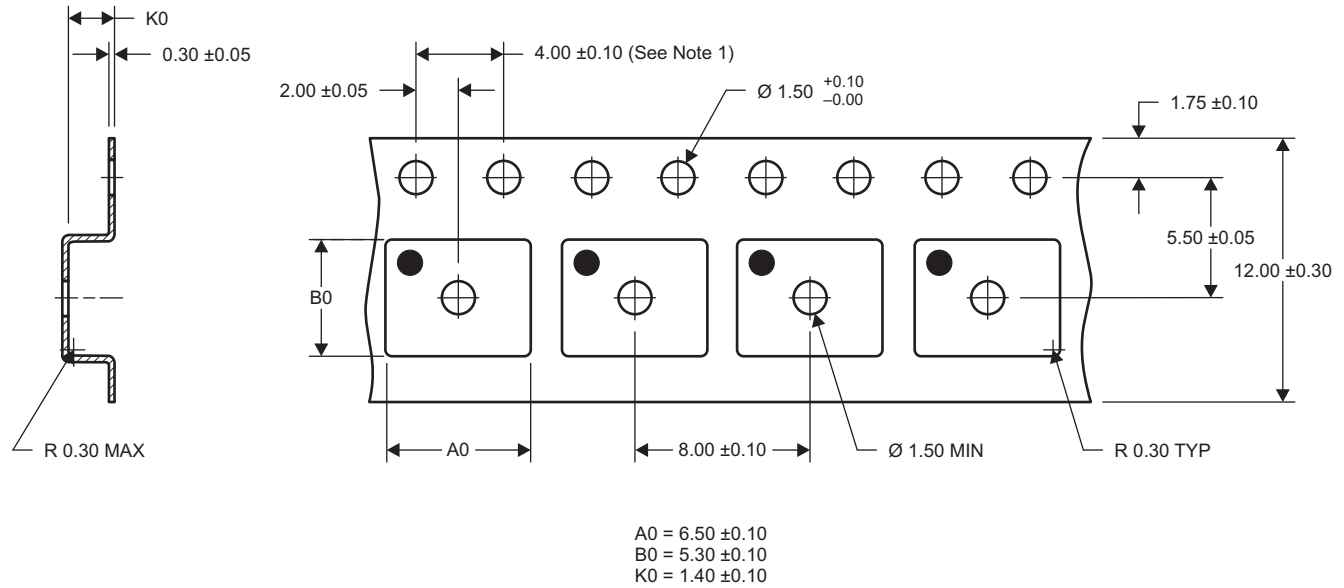 K0
0.30 ±0.05
4.00 ±0.10 (See Note 1)
2.00 ±0.05
Ø 1.50 +0.10 –0.00
1.75 ±0.10
5.50 ±0.05
12.00 ±0.30
B0
R 0.30 MAX
A0
8.00 ±0.10
Ø 1.50 MIN
R 0.30 TYP
A0 = 6.50 ±0.10
B0 = 5.30 ±0.10
K0 = 1.40 ±0.10